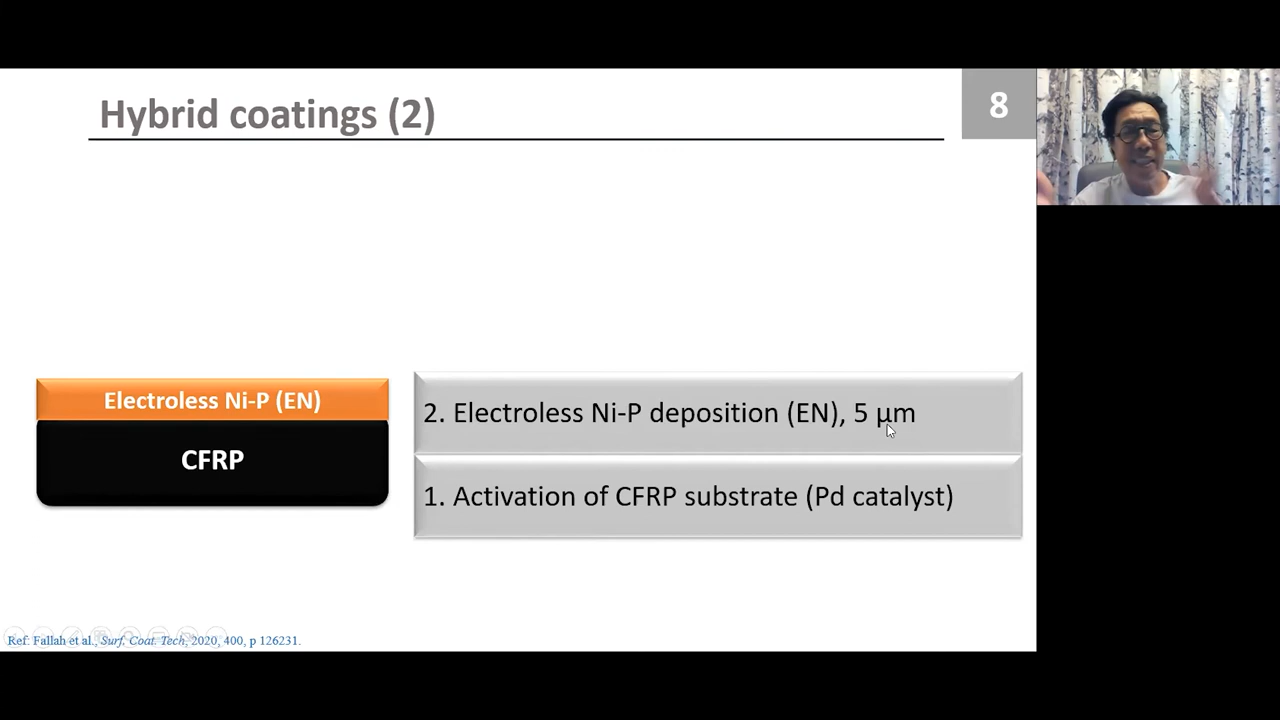 Hybrid coatings (2)
8
Electroless Ni-P (EN)
CFRP
2. Electroless Ni-P deposition (EN), 5 µm
1. Activation of CFRP substrate (Pd catalyst)
Ref: Fallah et al., Surf. Coat. Tech, 2020, 400, p 126231.